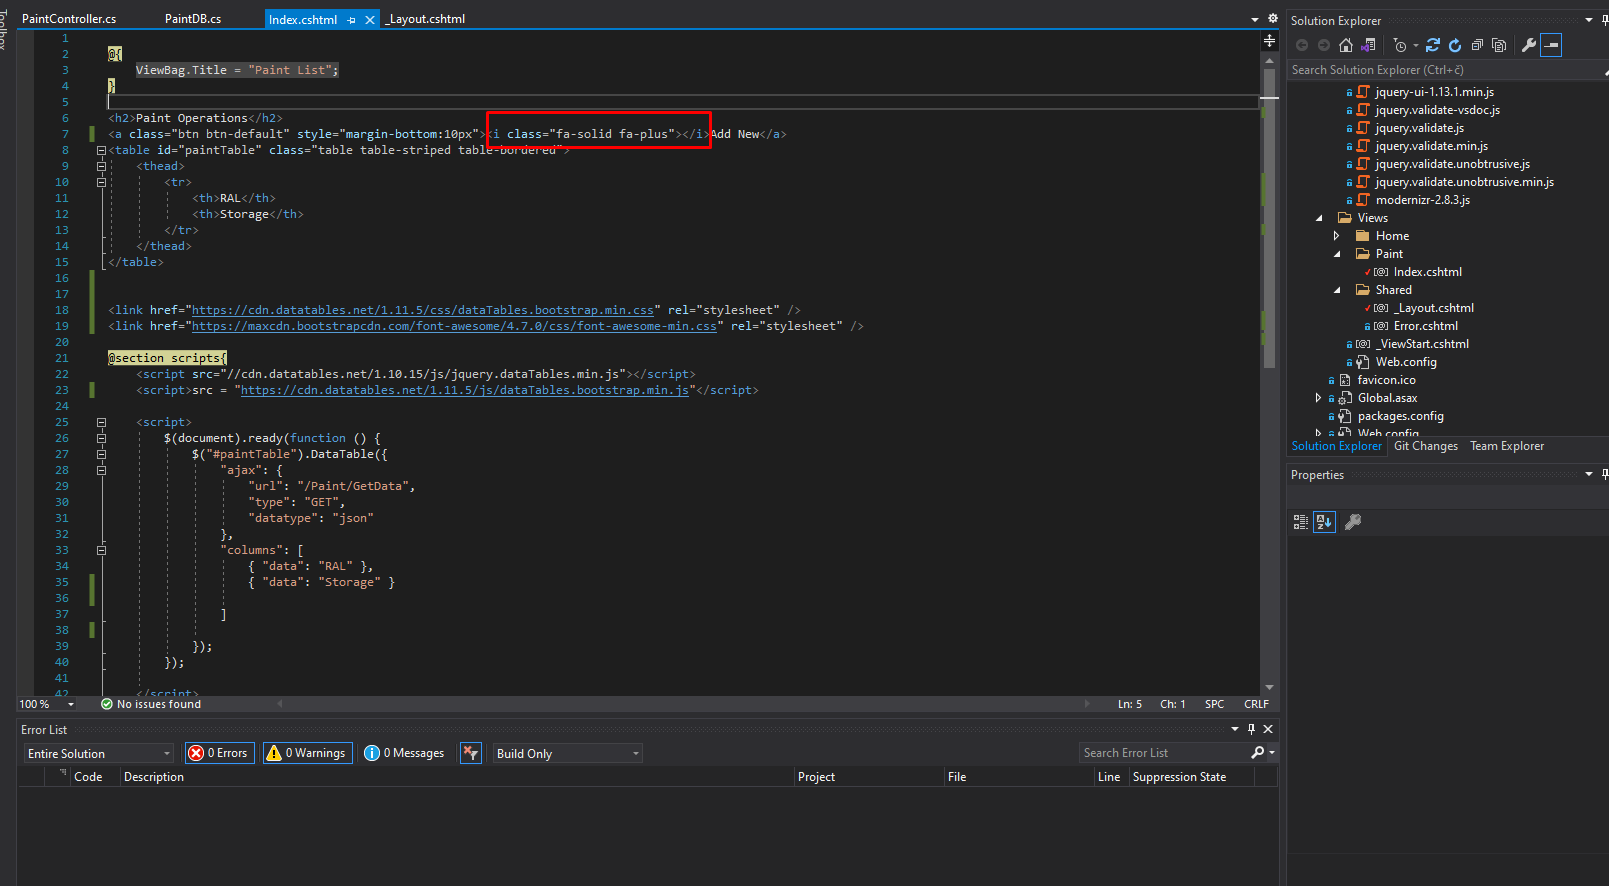 Toolbox
PaintController.cs PaintDB.cs Index.cshtml _Layout.cshtml
1
2 @{
3 ViewBag.Title = "Paint List";
4 }
5
6 <h2>Paint Operations</h2>
7 <a class="btn btn-default" style="margin-bottom:10px"><i class="fa-solid fa-plus"></i>Add New</a>
8 <table id="paintTable" class="table table-striped table-bordered">
9 <thead>
10 <tr>
11 <th>RAL</th>
12 <th>Storage</th>
13 </tr>
14 </thead>
15 </table>
16
17
18 <link href="https://cdn.datatables.net/1.11.5/css/dataTables.bootstrap.min.css" rel="stylesheet" />
19 <link href="https://maxcdn.bootstrapcdn.com/font-awesome/4.7.0/css/font-awesome-min.css" rel="stylesheet" />
20
21 @section scripts{
22 <script src="//cdn.datatables.net/1.10.15/js/jquery.dataTables.min.js"></script>
23 <script>src = "https://cdn.datatables.net/1.11.5/js/dataTables.bootstrap.min.js"</script>
24
25 <script>
26 $(document).ready(function () {
27 $("#paintTable").DataTable({
28 "ajax": {
29 "url": "/Paint/GetData",
30 "type": "GET",
31 "datatype": "json"
32 },
33 "columns": [
34 { "data": "RAL" },
35 { "data": "Storage" }
36
37 ]
38
39 });
40 });
41
42 </script>
100 % No issues found Ln: 5 Ch: 1 SPC CRLF
Error List
Entire Solution 0 Errors 0 Warnings 0 Messages Build Only Search Error List
Code Description Project File Line Suppression State
Solution Explorer
Search Solution Explorer (Ctrl+č)
jquery-ui-1.13.1.min.js
jquery.validate-vsdoc.js
jquery.validate.js
jquery.validate.min.js
jquery.validate.unobtrusive.js
jquery.validate.unobtrusive.min.js
modernizr-2.8.3.js
Views
Home
Paint
Index.cshtml
Shared
_Layout.cshtml
Error.cshtml
_ViewStart.cshtml
Web.config
favicon.ico
Global.asax
packages.config
Web.config
Solution Explorer Git Changes Team Explorer
Properties